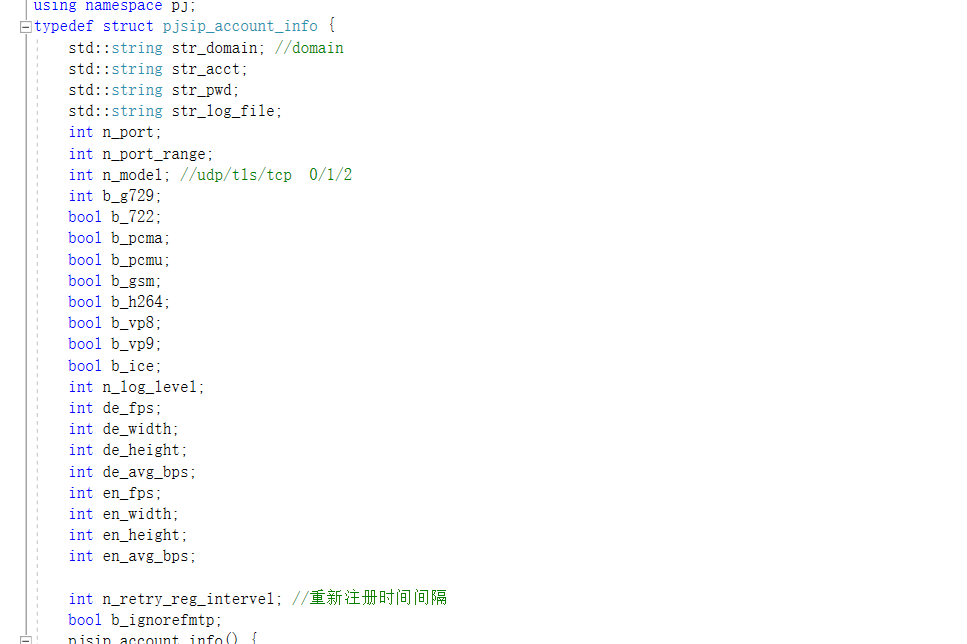 using namespace pj;
typedef struct pjsip_account_info {
std::string str_domain; //domain
std::string str_acct;
std::string str_pwd;
std::string str_log_file;
int n_port;
int n_port_range;
int n_model; //udp/tls/tcp  0/1/2
int b_g729;
bool b_722;
bool b_pcma;
bool b_pcmu;
bool b_gsm;
bool b_h264;
bool b_vp8;
bool b_vp9;
bool b_ice;
int n_log_level;
int de_fps;
int de_width;
int de_height;
int de_avg_bps;
int en_fps;
int en_width;
int en_height;
int en_avg_bps;
int n_retry_reg_intervel; //重新注册时间间隔
bool b_ignorefmtp;
pjsip_account_info() {